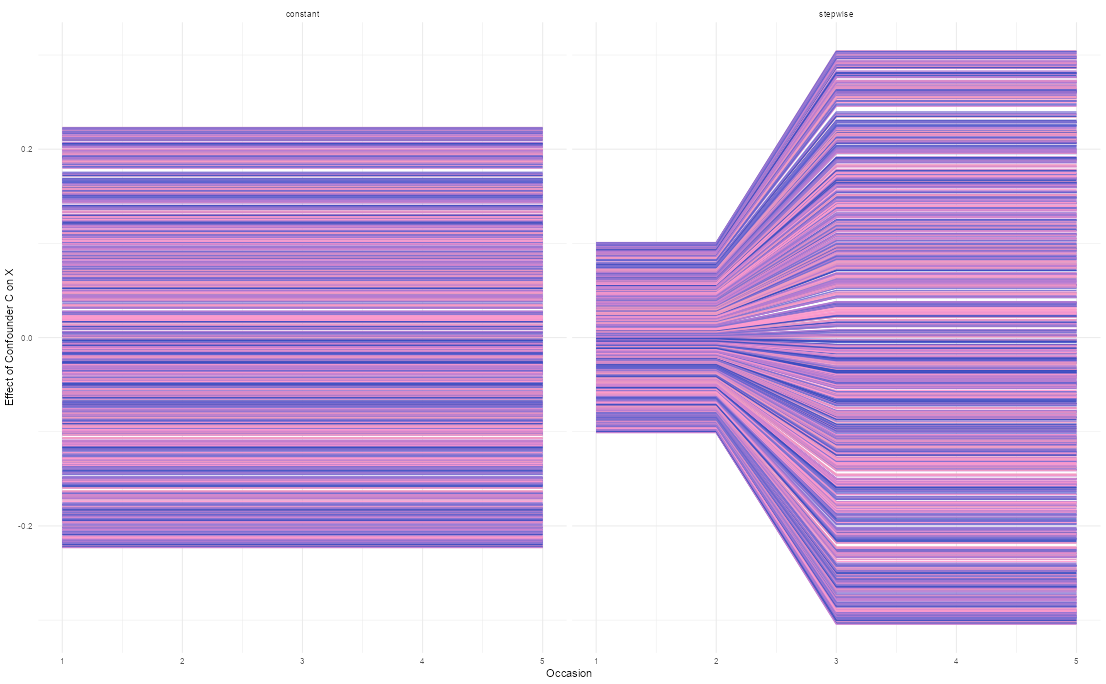 constant
stepwise
Effect of Confounder C on X
0.2
0.0
-0.2
1 2 3 4 5
1 2 3 4 5
Occasion